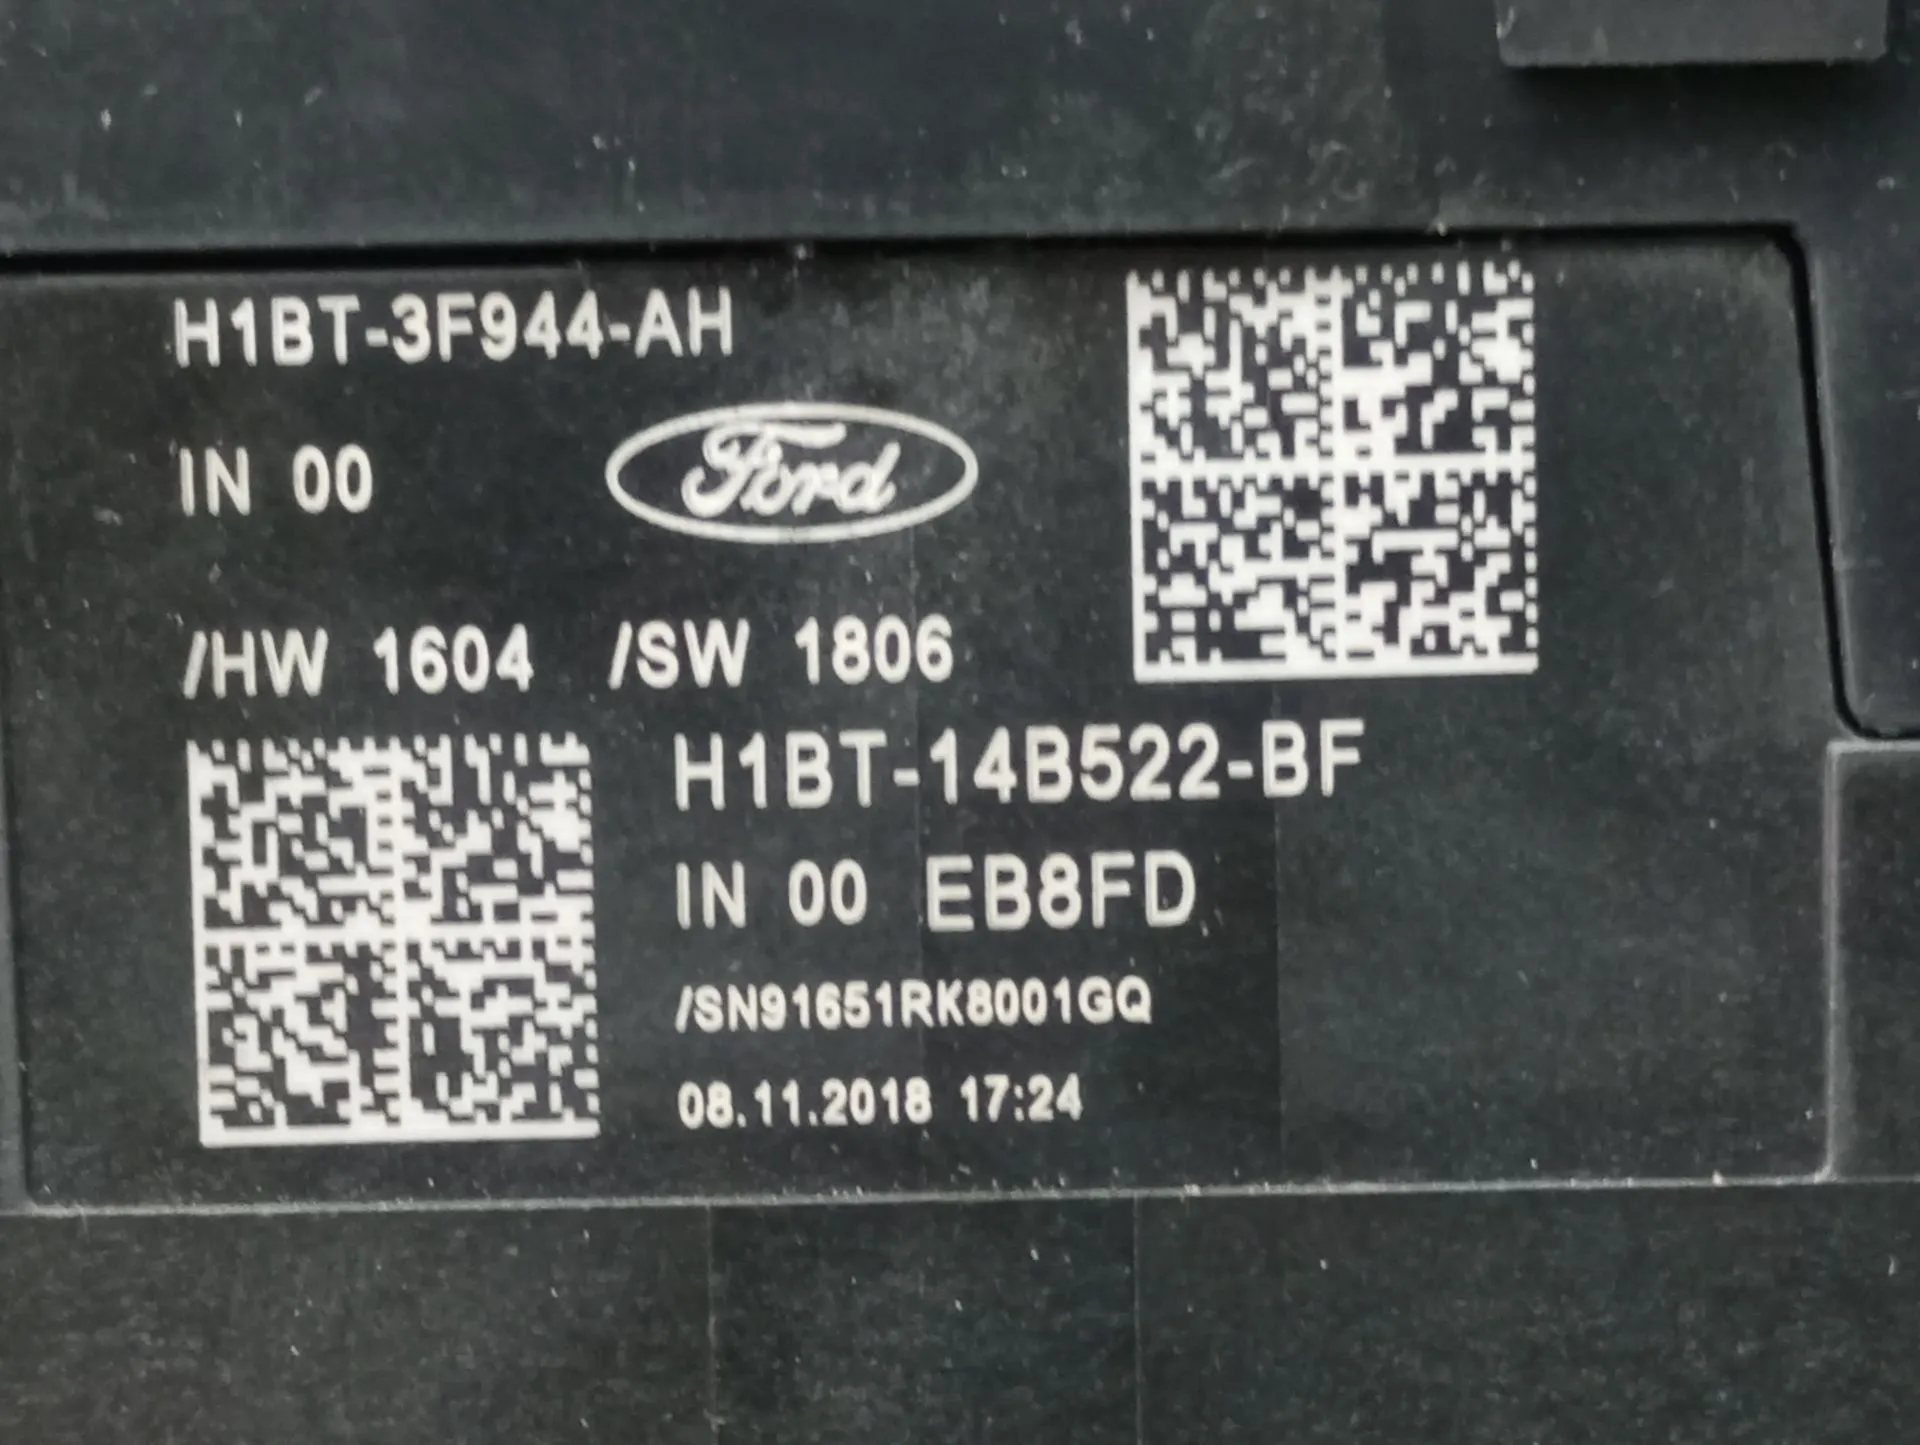 H1BT-3F944-AH
IN 00
Ford
/HW 1604 /SW 1806
H1BT-14B522-BF
IN 00 EB8FD
/SN91651RK8001GQ
08.11.2018 17:24